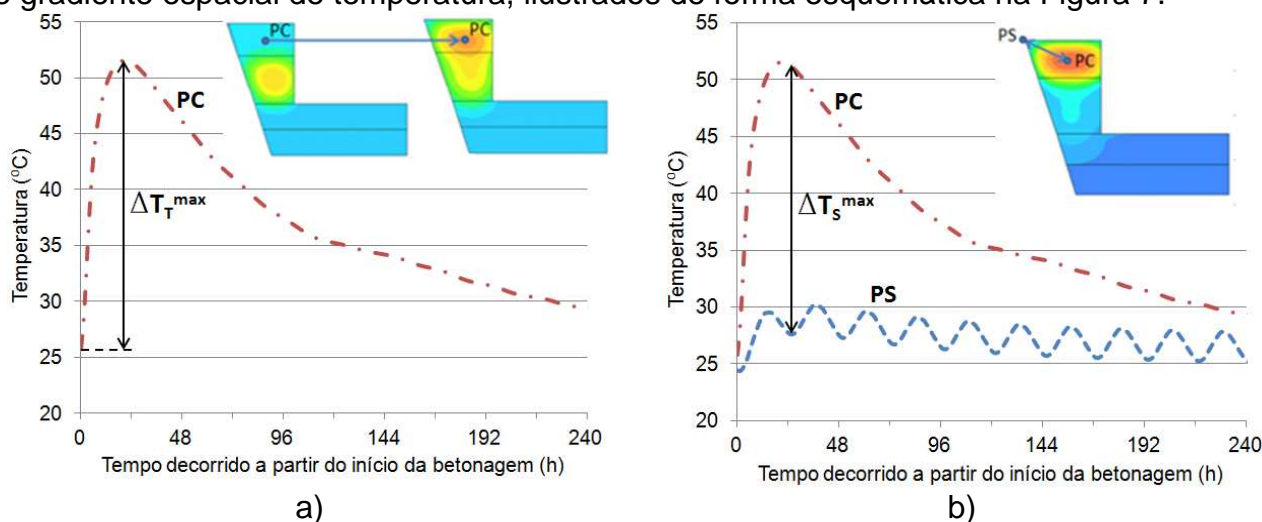 o gradiente espacial de temperatura, ilustrados de forma esquemática na Figura 7.
55
50
45
40
35
30
25
20
Temperatura (ºC)
PC
PC
PC
ΔT_T^max
0 48 96 144 192 240
Tempo decorrido a partir do início da betonagem (h)
a)
55
50
45
40
35
30
25
20
Temperatura (ºC)
PS
PC
PC
ΔT_S^max
PS
0 48 96 144 192 240
Tempo decorrido a partir do início da betonagem (h)
b)